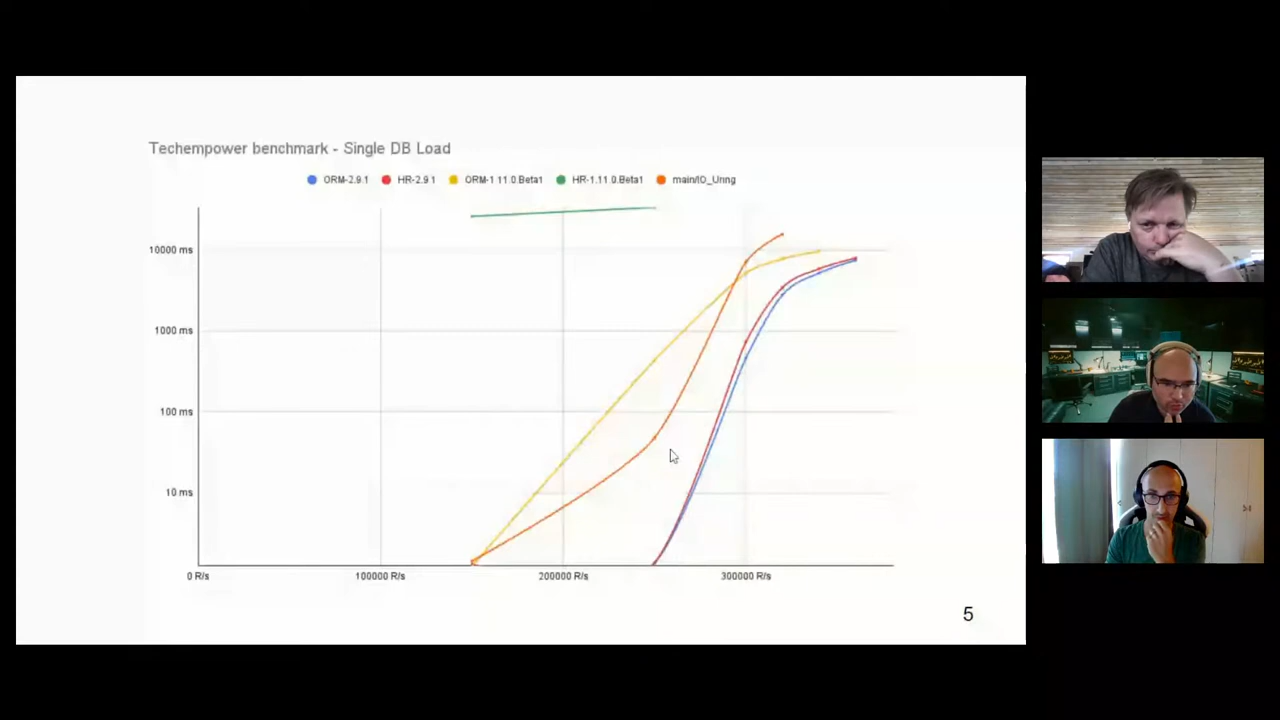 Techempower benchmark - Single DB Load
ORM-2.9.1 HR-2.9.1 ORM-1.11.0.Beta1 HR-1.11.0.Beta1 main/IO_Uring
10000 ms
1000 ms
100 ms
10 ms
0 R/s 100000 R/s 200000 R/s 300000 R/s
5